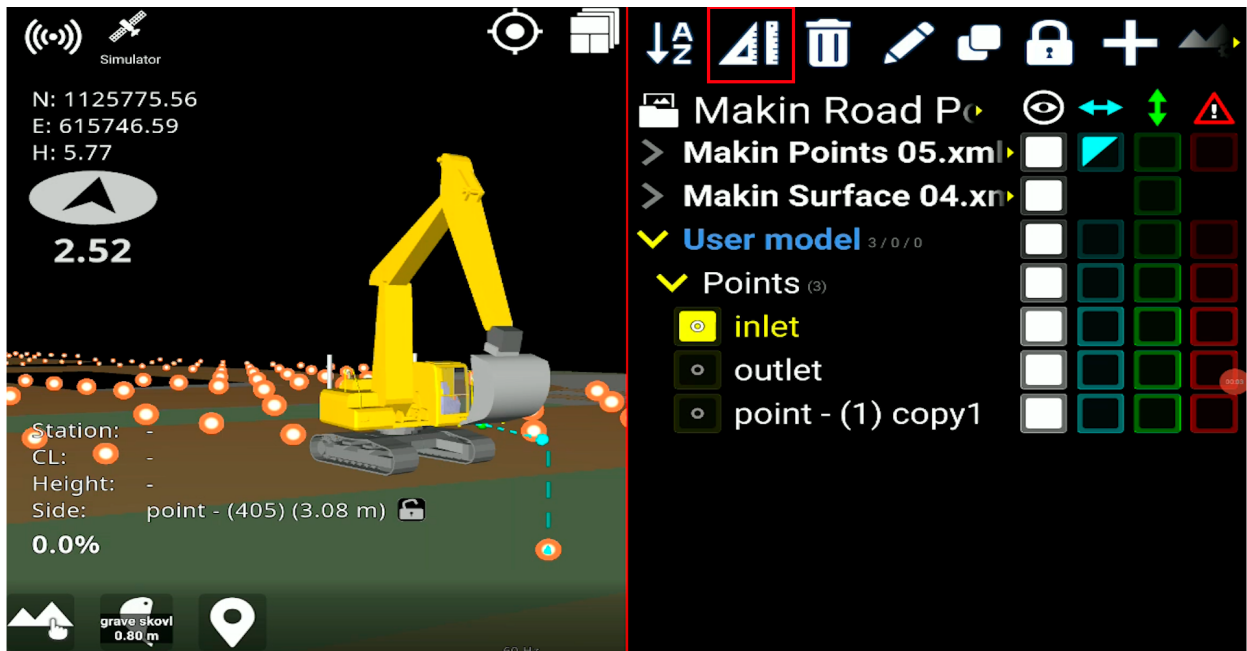 Simulator
N: 1125775.56
E: 615746.59
H: 5.77
2.52
Station: -
CL: -
Height: -
Side: point - (405) (3.08 m)
0.0%
grave skovl
0.80 m
A
Z
Makin Road P
Makin Points 05.xml
Makin Surface 04.xn
User model 3 / 0 / 0
Points (3)
inlet
outlet
00:03
point - (1) copy1